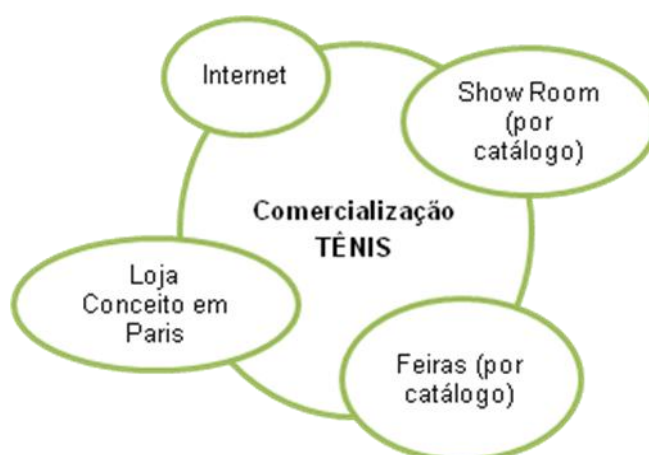 Internet
Show Room
(por
catálogo)
Comercialização
TÊNIS
Loja
Conceito em
Paris
Feiras (por
catálogo)